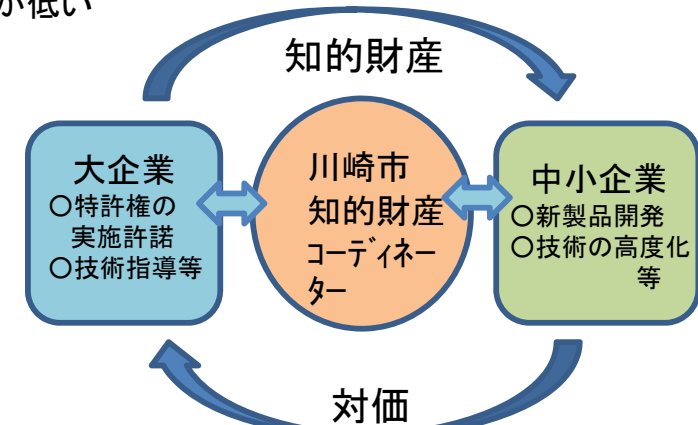 が低い
知的財産
大企業
○特許権の
実施許諾
○技術指導等
川崎市
知的財産
コーディネー
ター
中小企業
○新製品開発
○技術の高度化
等
対価